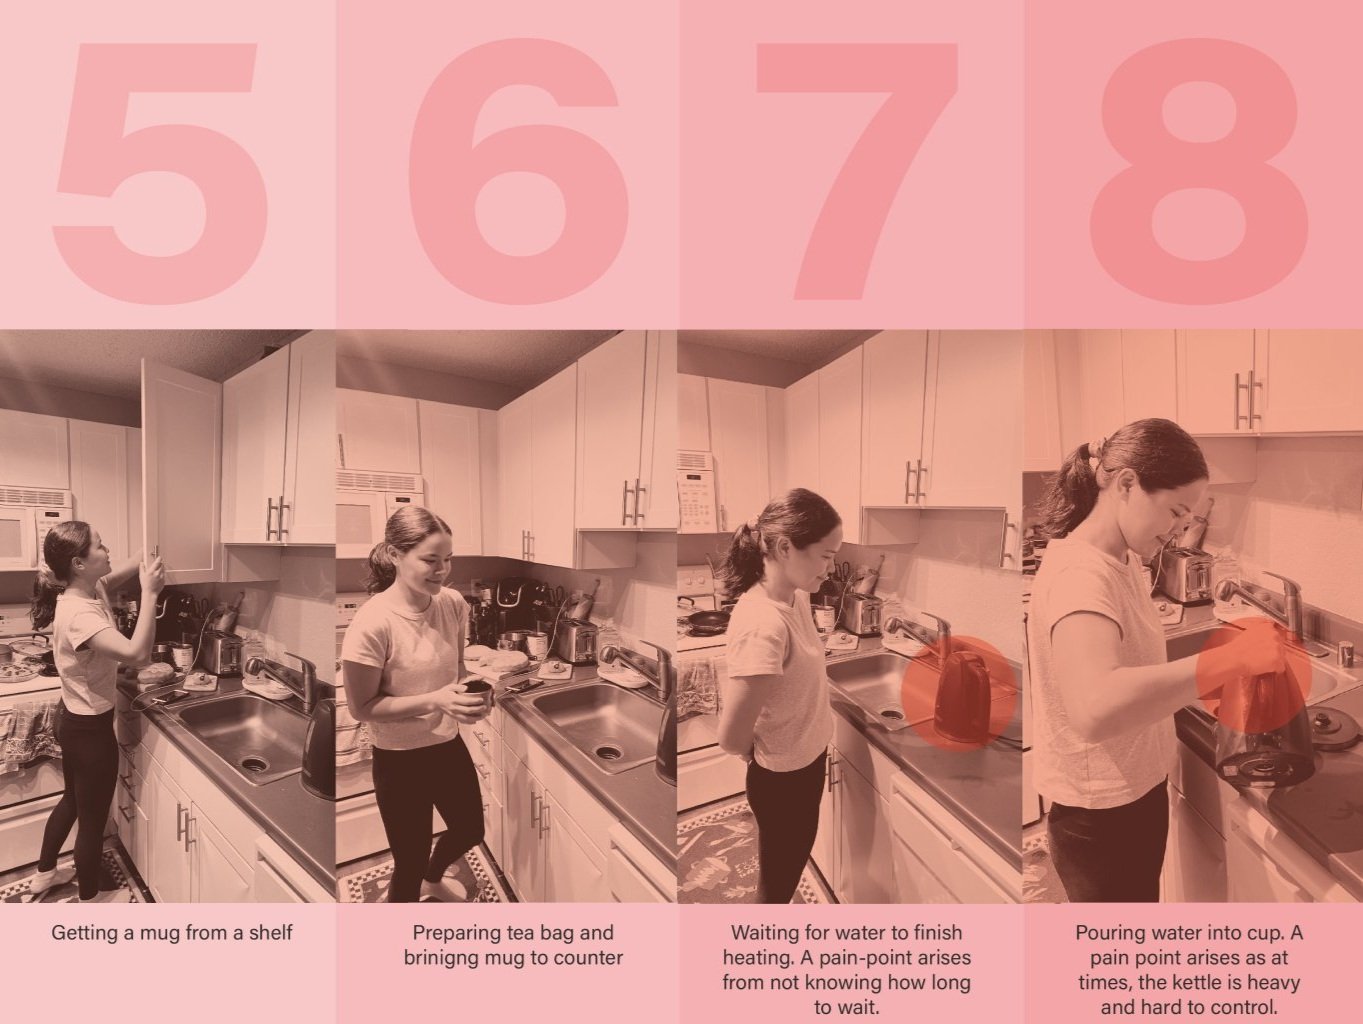 5
6
7
8
Getting a mug from a shelf
Preparing tea bag and
brinigng mug to counter
Waiting for water to finish
heating. A pain-point arises
from not knowing how long
to wait.
Pouring water into cup. A
pain point arises as at
times, the kettle is heavy
and hard to control.